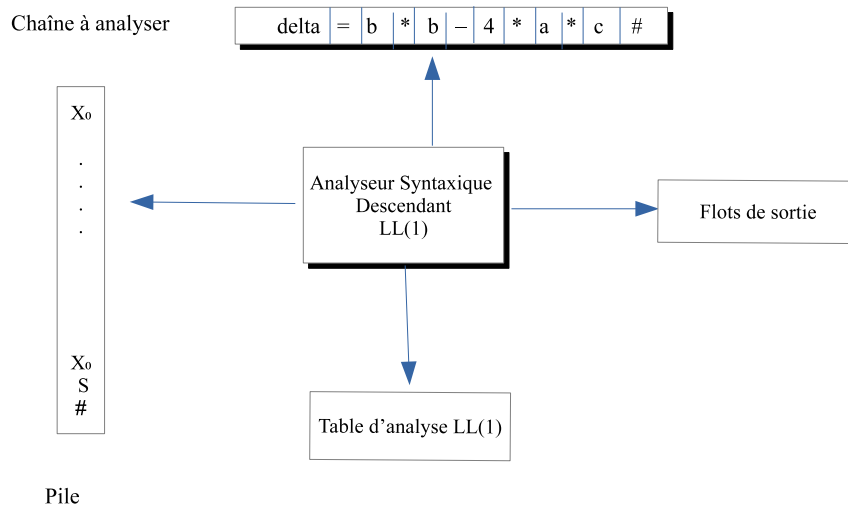 Chaîne à analyser
delta = b * b – 4 * a * c #
X₀
.
.
.
.
X₀
S
#
Pile
Analyseur Syntaxique
Descendant
LL(1)
Flots de sortie
Table d’analyse LL(1)